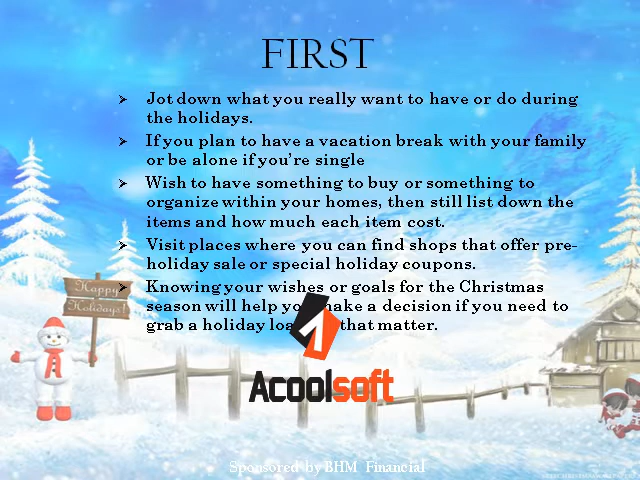 FIRST
Jot down what you really want to have or do during
the holidays.
If you plan to have a vacation break with your family
or be alone if you're single
Wish to have something to buy or something to
organize within your homes, then still list down the
items and how much each item cost.
Visit places where you can find shops that offer pre-
holiday sale or special holiday coupons.
Knowing your wishes or goals for the Christmas
season will help you make a decision if you need to
grab a holiday that matter.
Happy
Holidays!
Acoolsoft
Sponsored by BHM Financial